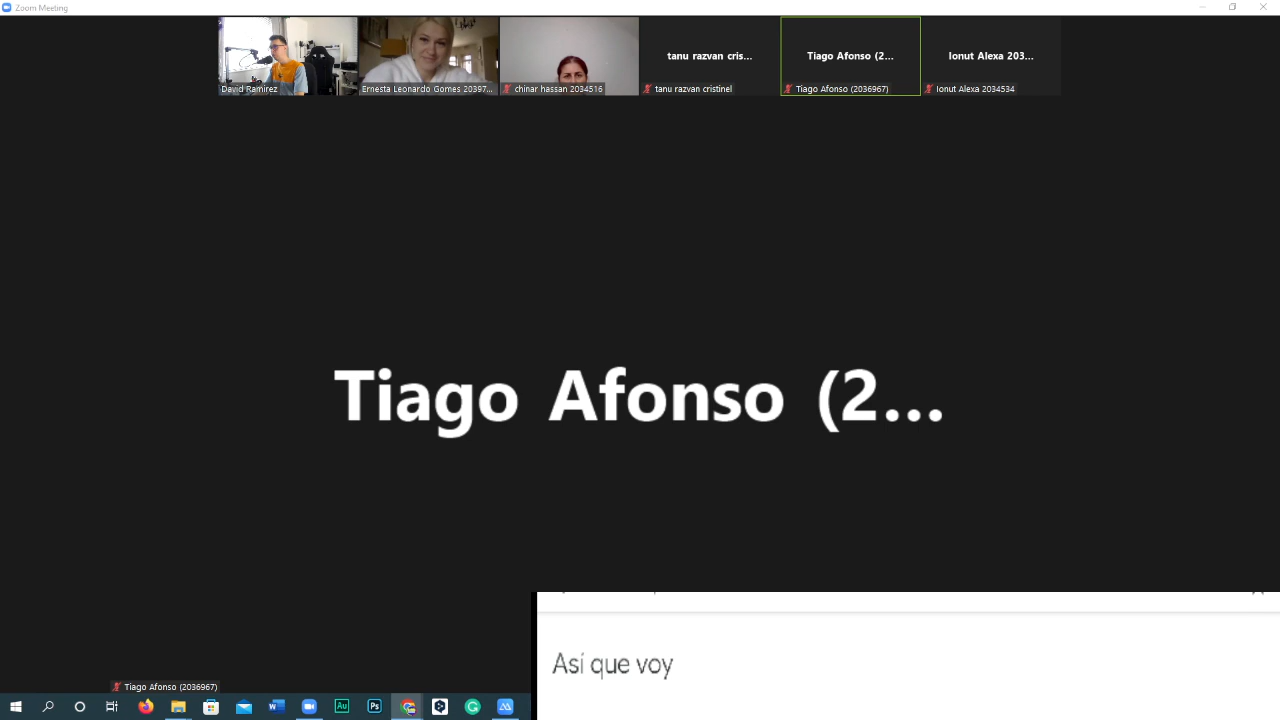 Zoom Meeting
tanu razvan cris...
Tiago Afonso (2...
Ionut Alexa 203...
David Ramirez
Ernesta Leonardo Gomes 20397...
chinar hassan 2034516
tanu razvan cristinel
Tiago Afonso (2036967)
Ionut Alexa 2034534
Tiago Afonso (2...
Así que voy
Tiago Afonso (2036967)
Au
Ps